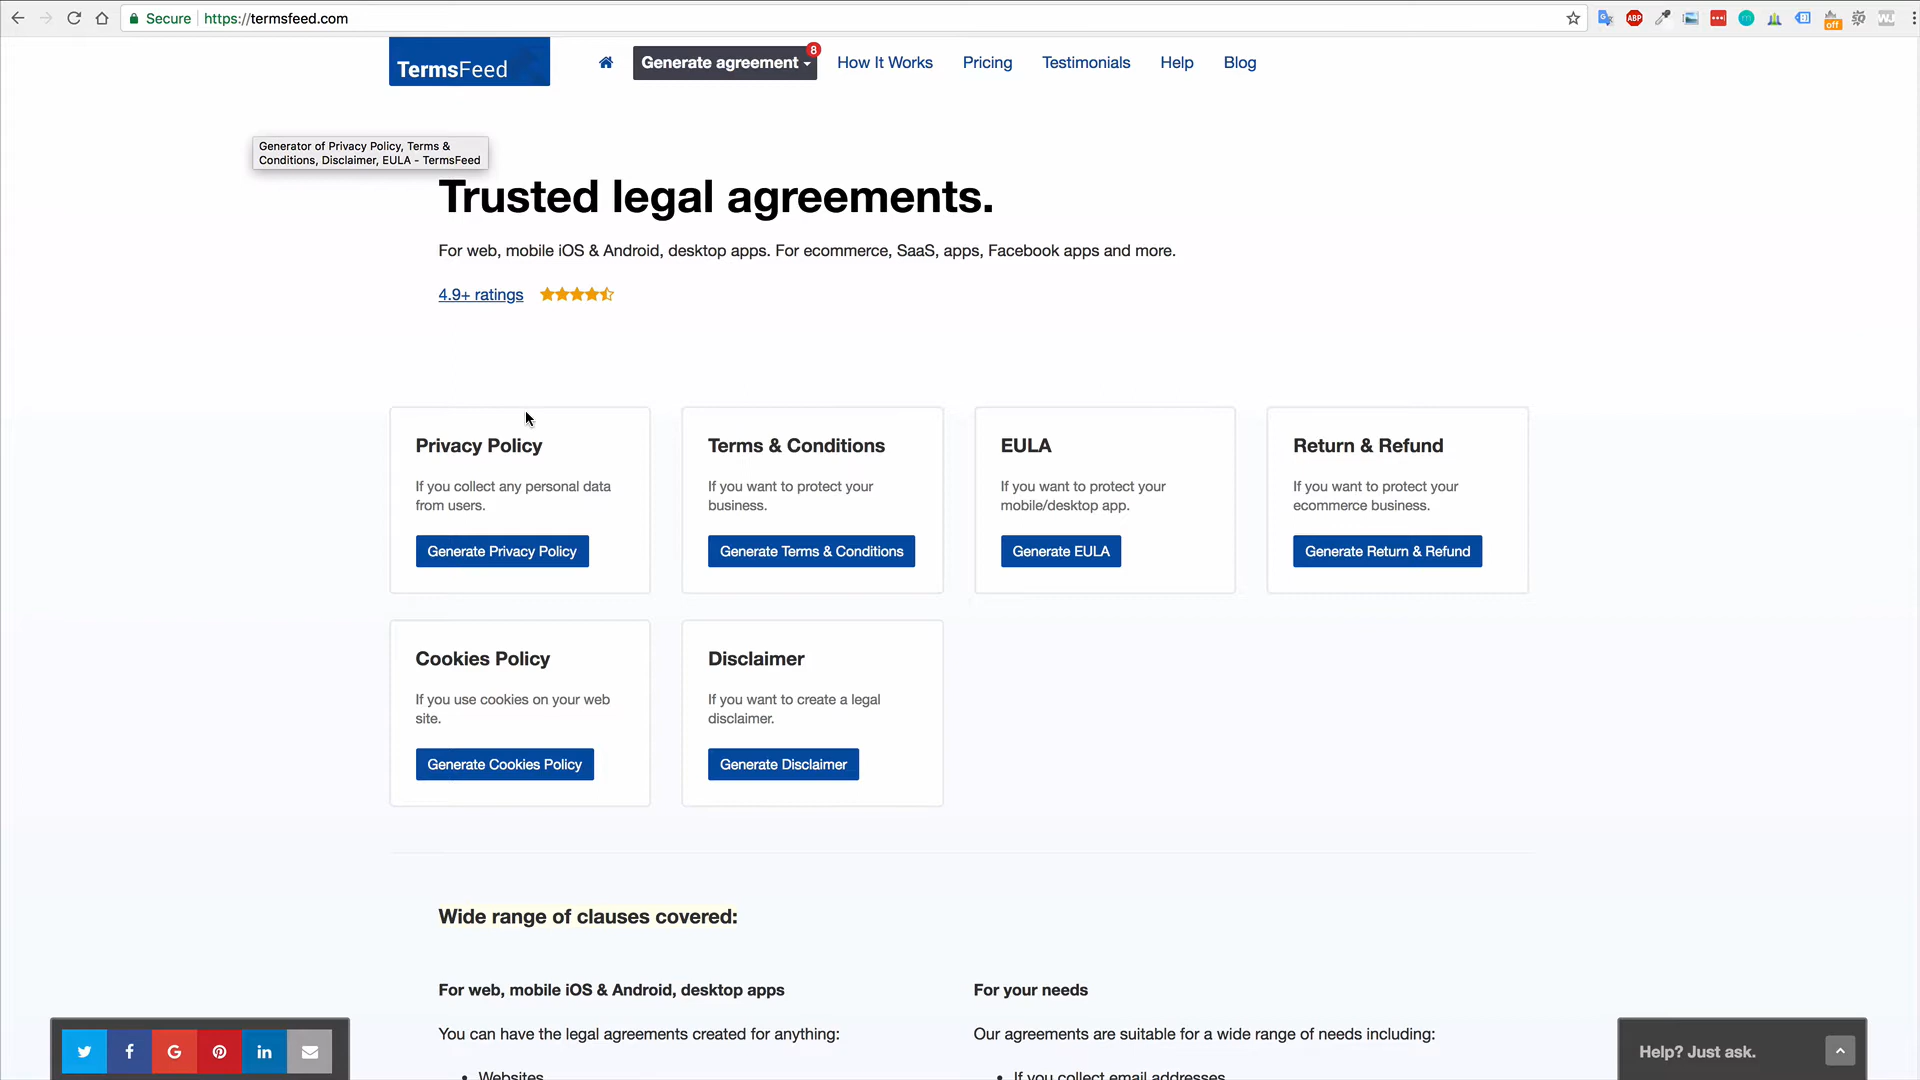 Secure https://termsfeed.com
ABP
off
TermsFeed
Generate agreement
8
How It Works
Pricing
Testimonials
Help
Blog
Generator of Privacy Policy, Terms &
Conditions, Disclaimer, EULA - TermsFeed
Trusted legal agreements.
For web, mobile iOS & Android, desktop apps. For ecommerce, SaaS, apps, Facebook apps and more.
4.9+ ratings
Privacy Policy
If you collect any personal data
from users.
Generate Privacy Policy
Terms & Conditions
If you want to protect your
business.
Generate Terms & Conditions
EULA
If you want to protect your
mobile/desktop app.
Generate EULA
Return & Refund
If you want to protect your
ecommerce business.
Generate Return & Refund
Cookies Policy
If you use cookies on your web
site.
Generate Cookies Policy
Disclaimer
If you want to create a legal
disclaimer.
Generate Disclaimer
Wide range of clauses covered:
For web, mobile iOS & Android, desktop apps
You can have the legal agreements created for anything:
• Websites
For your needs
Our agreements are suitable for a wide range of needs including:
• If you collect email addresses
Help? Just ask.